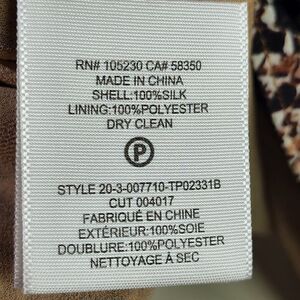 RN# 105230 CA# 58350
MADE IN CHINA
SHELL:100%SILK
LINING:100%POLYESTER
DRY CLEAN
P
STYLE 20-3-007710-TP02331B
CUT 004017
FABRIQUÉ EN CHINE
EXTÉRIEUR:100%SOIE
DOUBLURE:100%POLYESTER
NETTOYAGE À SEC